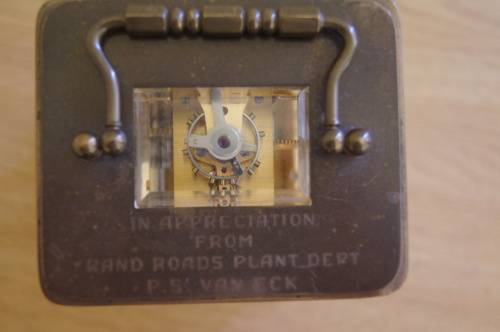 IN APPRECIATION
FROM
RAND ROADS PLANT DEPT
P.S. VAN ECK